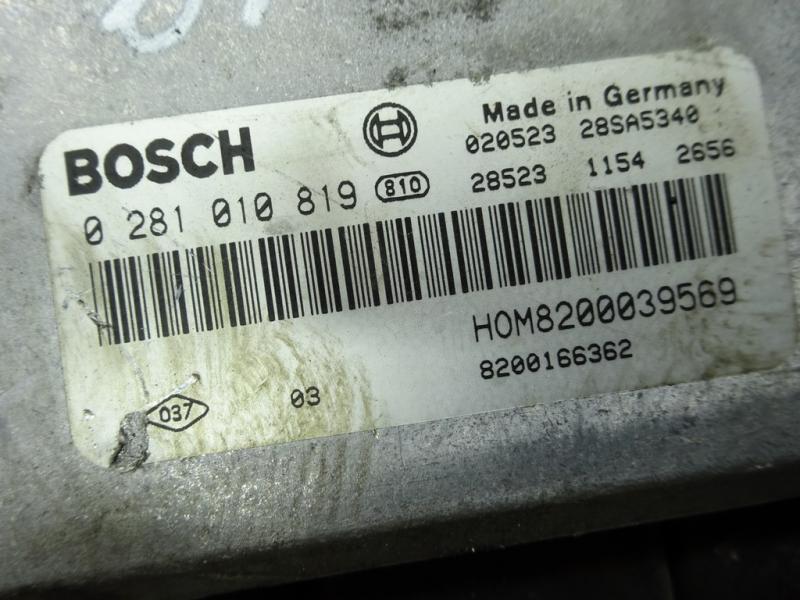 BOSCH
Made in Germany
020523 28SA5340
0 281 010 819 810
28523 1154 2656
HOM8200039569
8200166362
037 03